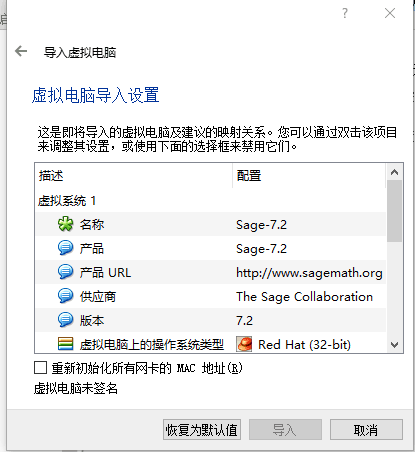 ?
导入虚拟电脑
虚拟电脑导入设置
这是即将导入的虚拟电脑及建议的映射关系。您可以通过双击该项目
来调整其设置，或使用下面的选择框来禁用它们。
描述 配置
虚拟系统 1
名称 Sage-7.2
产品 Sage-7.2
产品 URL http://www.sagemath.org
供应商 The Sage Collaboration
版本 7.2
虚拟电脑上的操作系统类型 Red Hat (32-bit)
重新初始化所有网卡的 MAC 地址(R)
虚拟电脑未签名
恢复为默认值 导入 取消